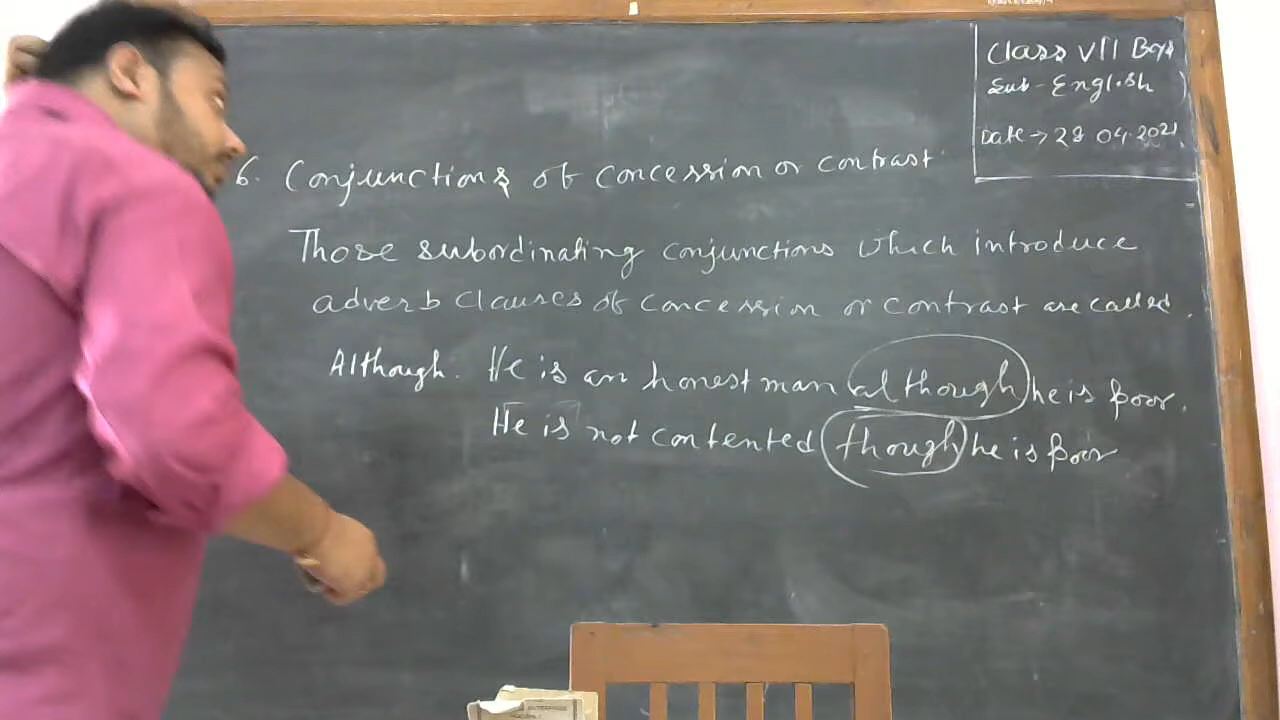 Class VII Boys
Sub - English
Date → 28 04.2021
6. Conjunctions of concession or contrast
Those subordinating conjunctions which introduce
adverb clauses of concession or contrast are called.
Although: He is an honest man although he is poor.
He is not contented though he is poor
ENTERPRISE